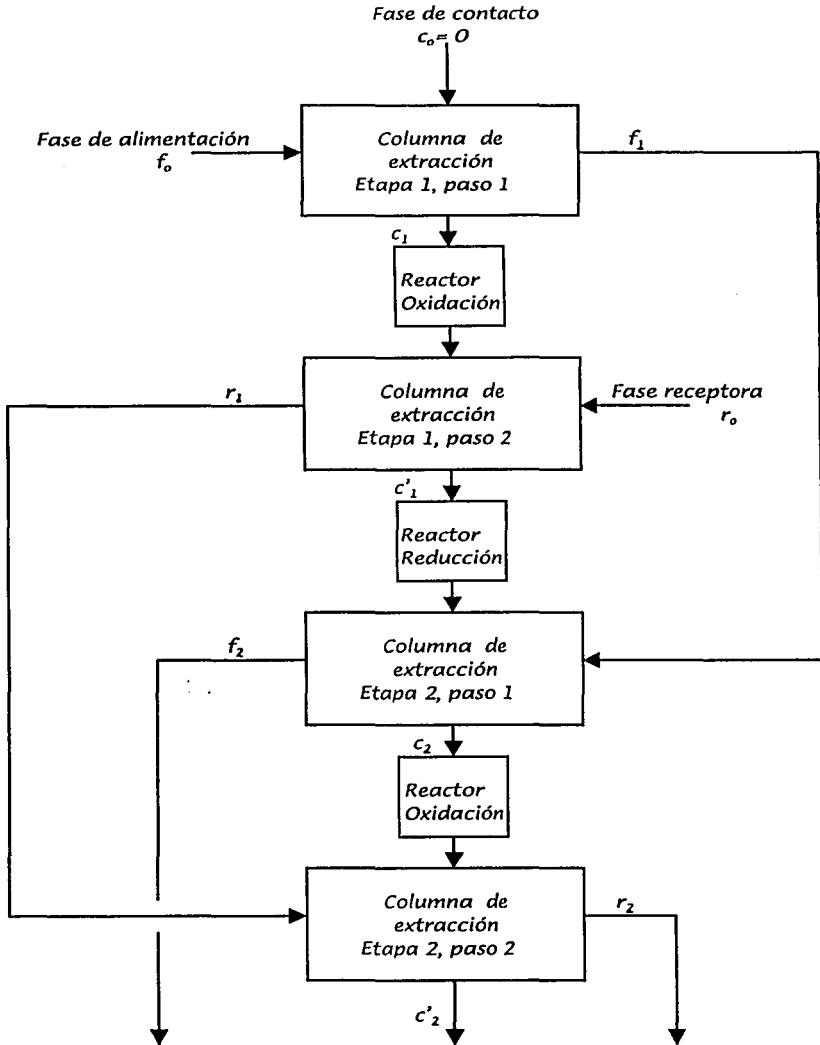 Fase de contacto
c₀= 0
Fase de alimentación
f₀
Columna de
extracción
Etapa 1, paso 1
f₁
c₁
Reactor
Oxidación
r₁
Columna de
extracción
Etapa 1, paso 2
Fase receptora
r₀
c'₁
Reactor
Reducción
f₂
Columna de
extracción
Etapa 2, paso 1
c₂
Reactor
Oxidación
Columna de
extracción
Etapa 2, paso 2
r₂
c'₂